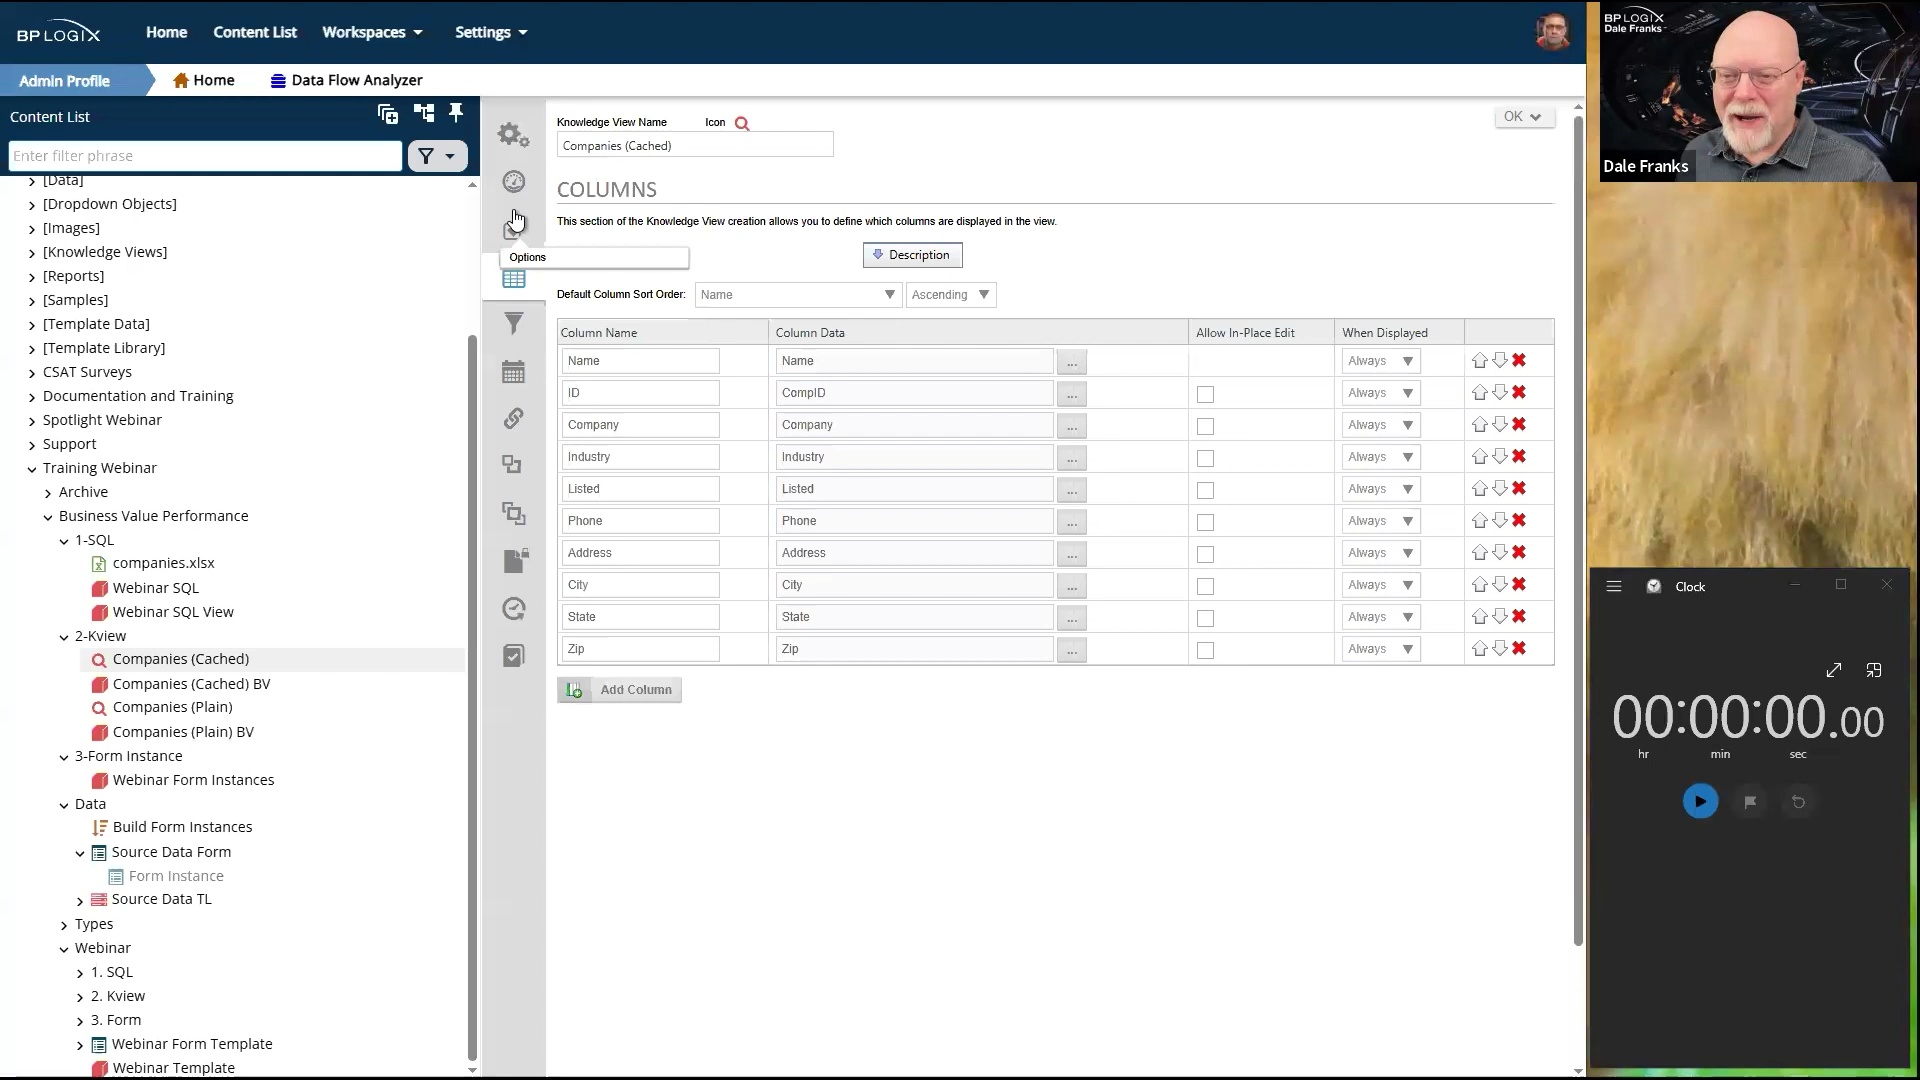 BP LOGIX
Home
Content List
Workspaces
Settings
BP LOGIX
Dale Franks
Dale Franks
Admin Profile
Home
Data Flow Analyzer
Content List
Enter filter phrase
[Data]
[Dropdown Objects]
[Images]
[Knowledge Views]
[Reports]
[Samples]
[Template Data]
[Template Library]
CSAT Surveys
Documentation and Training
Spotlight Webinar
Support
Training Webinar
Archive
Business Value Performance
1-SQL
companies.xlsx
Webinar SQL
Webinar SQL View
2-Kview
Companies (Cached)
Companies (Cached) BV
Companies (Plain)
Companies (Plain) BV
3-Form Instance
Webinar Form Instances
Data
Build Form Instances
Source Data Form
Form Instance
Source Data TL
Types
Webinar
1. SQL
2. Kview
3. Form
Webinar Form Template
Webinar Template
Options
Knowledge View Name
Icon
OK
Companies (Cached)
COLUMNS
This section of the Knowledge View creation allows you to define which columns are displayed in the view.
Description
Default Column Sort Order: Name Ascending
Column Name Column Data Allow In-Place Edit When Displayed
Name Name ... Always
ID CompID ... Always
Company Company ... Always
Industry Industry ... Always
Listed Listed ... Always
Phone Phone ... Always
Address Address ... Always
City City ... Always
State State ... Always
Zip Zip ... Always
Add Column
Clock
00:00:00.00
hr min sec